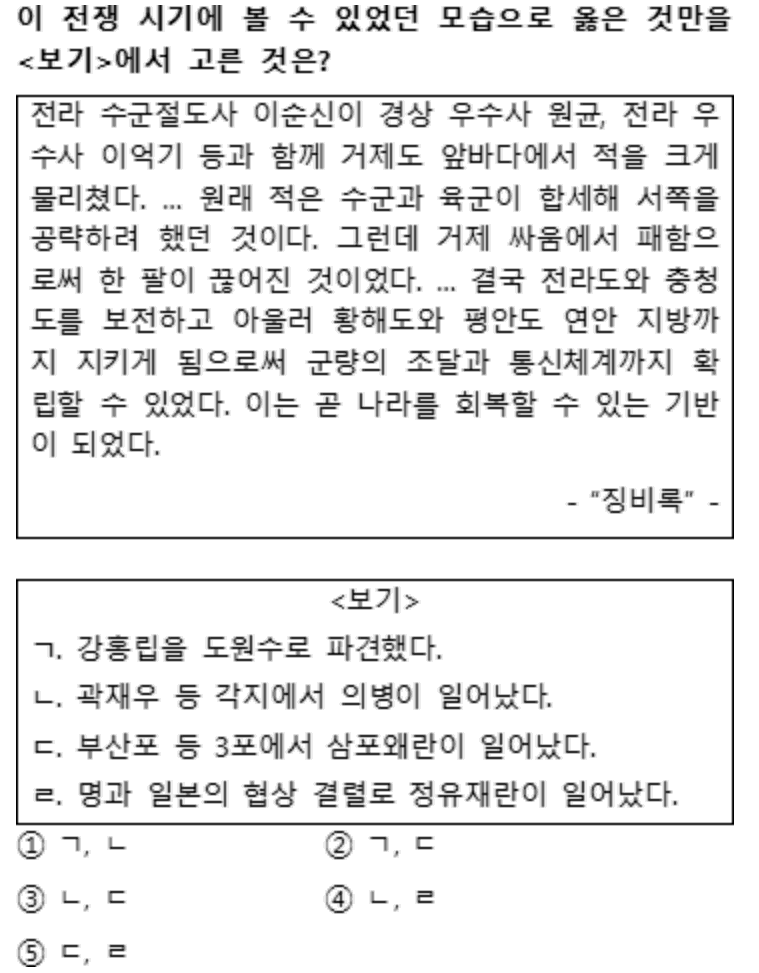 이 전쟁 시기에 볼 수 있었던 모습으로 옳은 것만을
<보기>에서 고른 것은?
전라 수군절도사 이순신이 경상 우수사 원균, 전라 우
수사 이억기 등과 함께 거제도 앞바다에서 적을 크게
물리쳤다. ... 원래 적은 수군과 육군이 합세해 서쪽을
공략하려 했던 것이다. 그런데 거제 싸움에서 패함으
로써 한 팔이 끊어진 것이었다. ... 결국 전라도와 충청
도를 보전하고 아울러 황해도와 평안도 연안 지방까
지 지키게 됨으로써 군량의 조달과 통신체계까지 확
립할 수 있었다. 이는 곧 나라를 회복할 수 있는 기반
이 되었다.
- "징비록" -
<보기>
ㄱ. 강홍립을 도원수로 파견했다.
ㄴ. 곽재우 등 각지에서 의병이 일어났다.
ㄷ. 부산포 등 3포에서 삼포왜란이 일어났다.
ㄹ. 명과 일본의 협상 결렬로 정유재란이 일어났다.
① ㄱ, ㄴ ② ㄱ, ㄷ
③ ㄴ, ㄷ ④ ㄴ, ㄹ
⑤ ㄷ, ㄹ